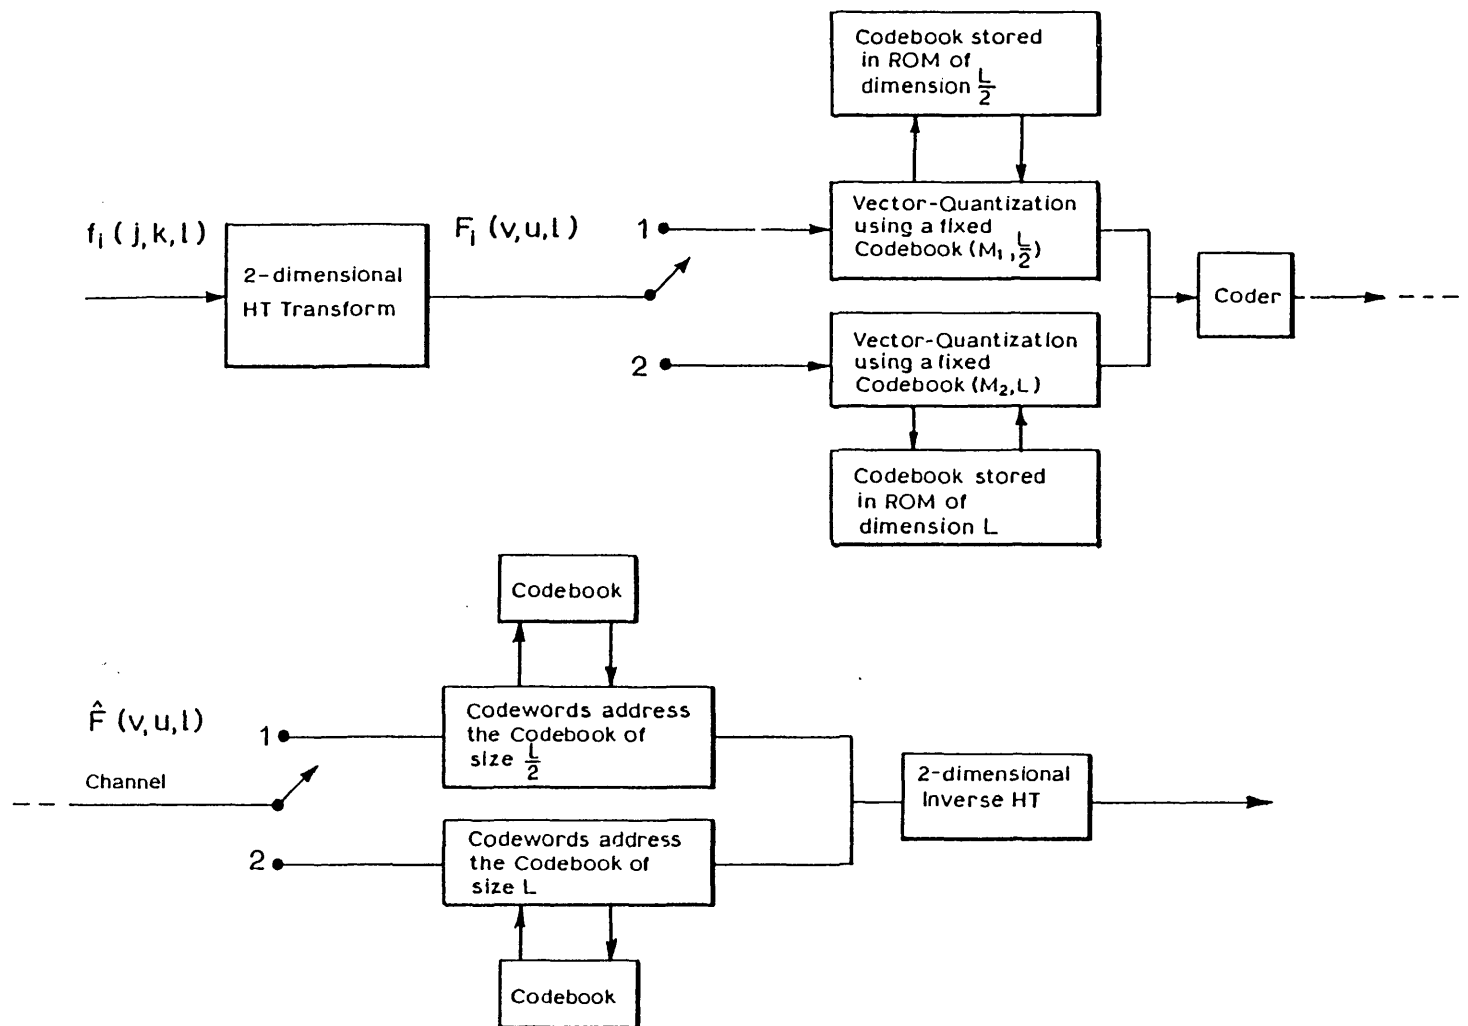 Codebook stored
in ROM of
dimension L/2
f_i (j,k,l)
2-dimensional
HT Transform
F_i (v,u,l)
1
Vector-Quantization
using a fixed
Codebook (M_1, L/2)
Coder
2
Vector-Quantization
using a fixed
Codebook (M_2,L)
Codebook stored
in ROM of
dimension L
Codebook
F̂ (v,u,l)
1
Codewords address
the Codebook of
size L/2
Channel
2-dimensional
Inverse HT
2
Codewords address
the Codebook of
size L
Codebook